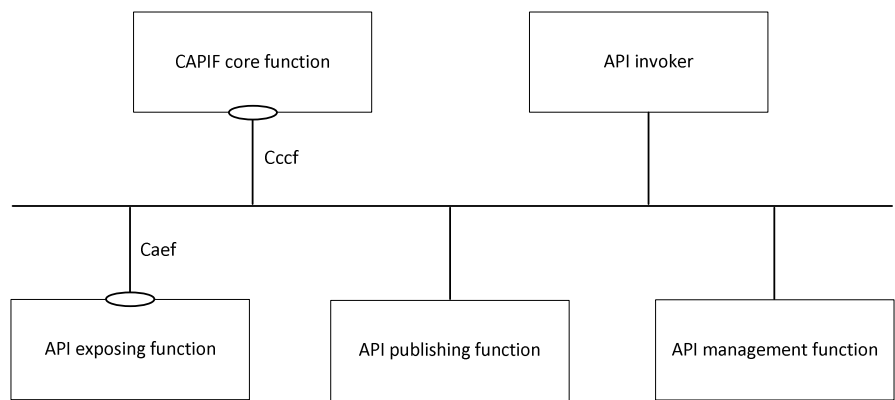 CAPIF core function
API invoker
Cccf
Caef
API exposing function
API publishing function
API management function